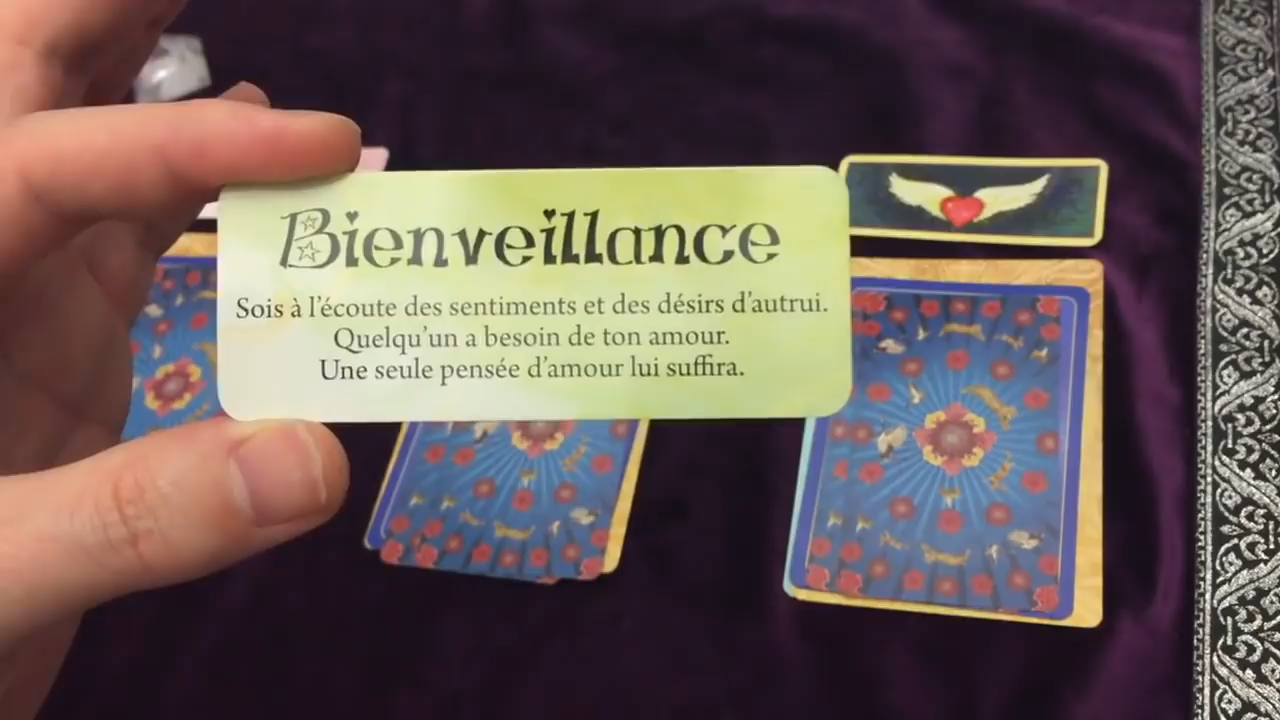 Bienveillance
Sois à l'écoute des sentiments et des désirs d'autrui.
Quelqu'un a besoin de ton amour.
Une seule pensée d'amour lui suffira.